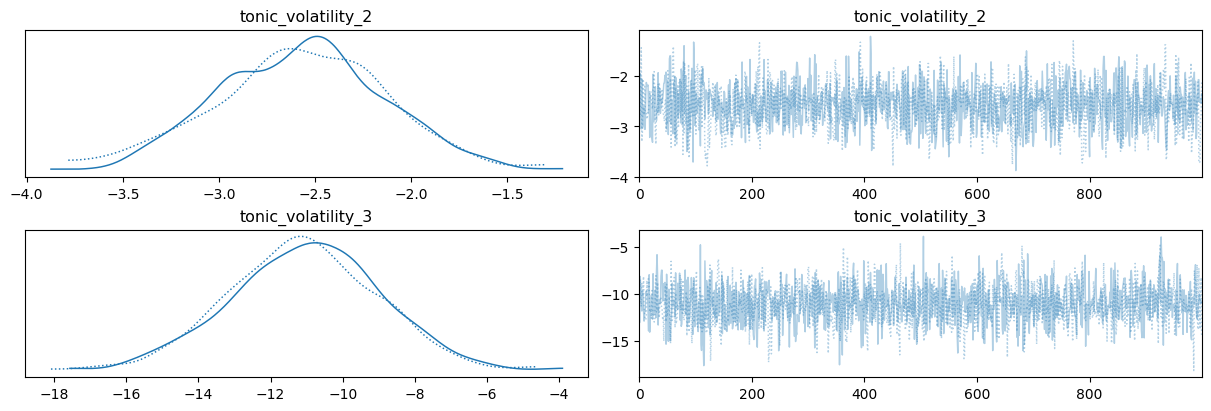 tonic_volatility_2
−4.0 −3.5 −3.0 −2.5 −2.0 −1.5
tonic_volatility_2
−2
−3
−4
0 200 400 600 800
tonic_volatility_3
−18 −16 −14 −12 −10 −8 −6 −4
tonic_volatility_3
−5
−10
−15
0 200 400 600 800